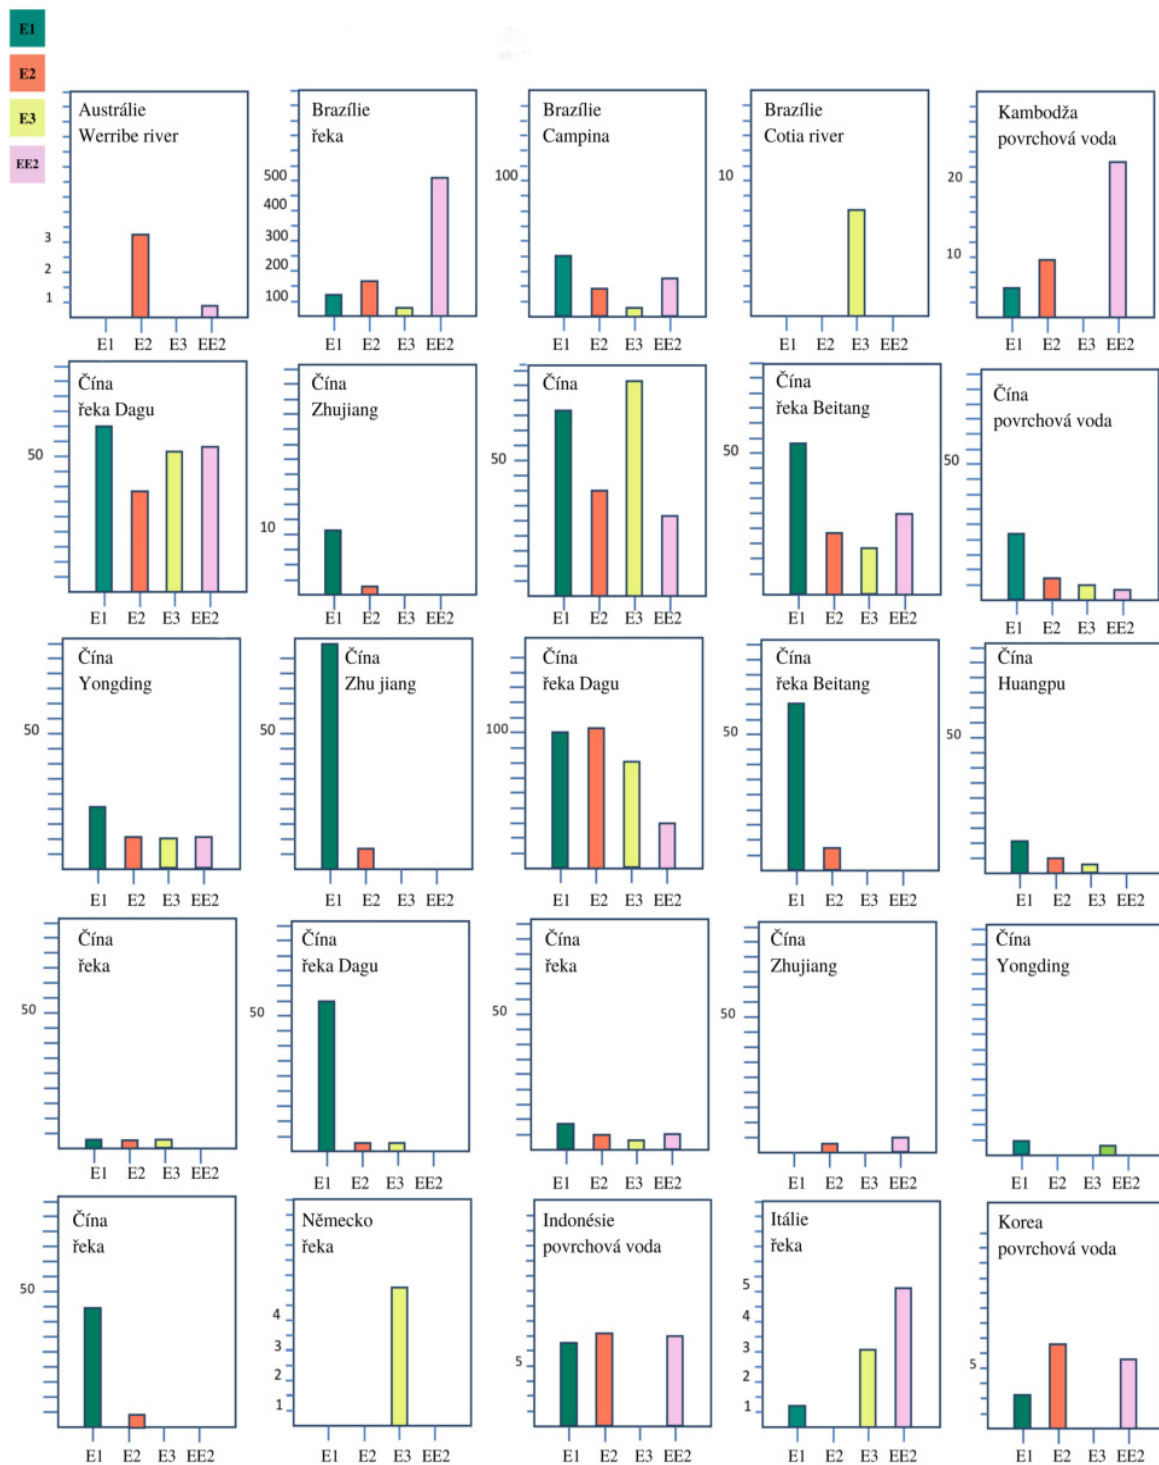 E1
E2
E3
EE2
Austrálie
Werribe river
3
2
1
E1 E2 E3 EE2
Brazílie
řeka
500
400
300
200
100
E1 E2 E3 EE2
Brazílie
Campina
100
E1 E2 E3 EE2
Brazílie
Cotia river
10
E1 E2 E3 EE2
Kambodža
povrchová voda
20
10
E1 E2 E3 EE2
Čína
řeka Dagu
50
E1 E2 E3 EE2
Čína
Zhujiang
10
E1 E2 E3 EE2
Čína
50
E1 E2 E3 EE2
Čína
řeka Beitang
50
E1 E2 E3 EE2
Čína
povrchová voda
50
E1 E2 E3 EE2
Čína
Yongding
50
E1 E2 E3 EE2
Čína
Zhu jiang
50
E1 E2 E3 EE2
Čína
řeka Dagu
100
E1 E2 E3 EE2
Čína
řeka Beitang
50
E1 E2 E3 EE2
Čína
Huangpu
50
E1 E2 E3 EE2
Čína
řeka
50
E1 E2 E3 EE2
Čína
řeka Dagu
50
E1 E2 E3 EE2
Čína
řeka
50
E1 E2 E3 EE2
Čína
Zhujiang
50
E1 E2 E3 EE2
Čína
Yongding
E1 E2 E3 EE2
Čína
řeka
50
E1 E2 E3 EE2
Německo
řeka
4
3
2
1
E1 E2 E3 EE2
Indonésie
povrchová voda
5
E1 E2 E3 EE2
Itálie
řeka
5
4
3
2
1
E1 E2 E3 EE2
Korea
povrchová voda
5
E1 E2 E3 EE2